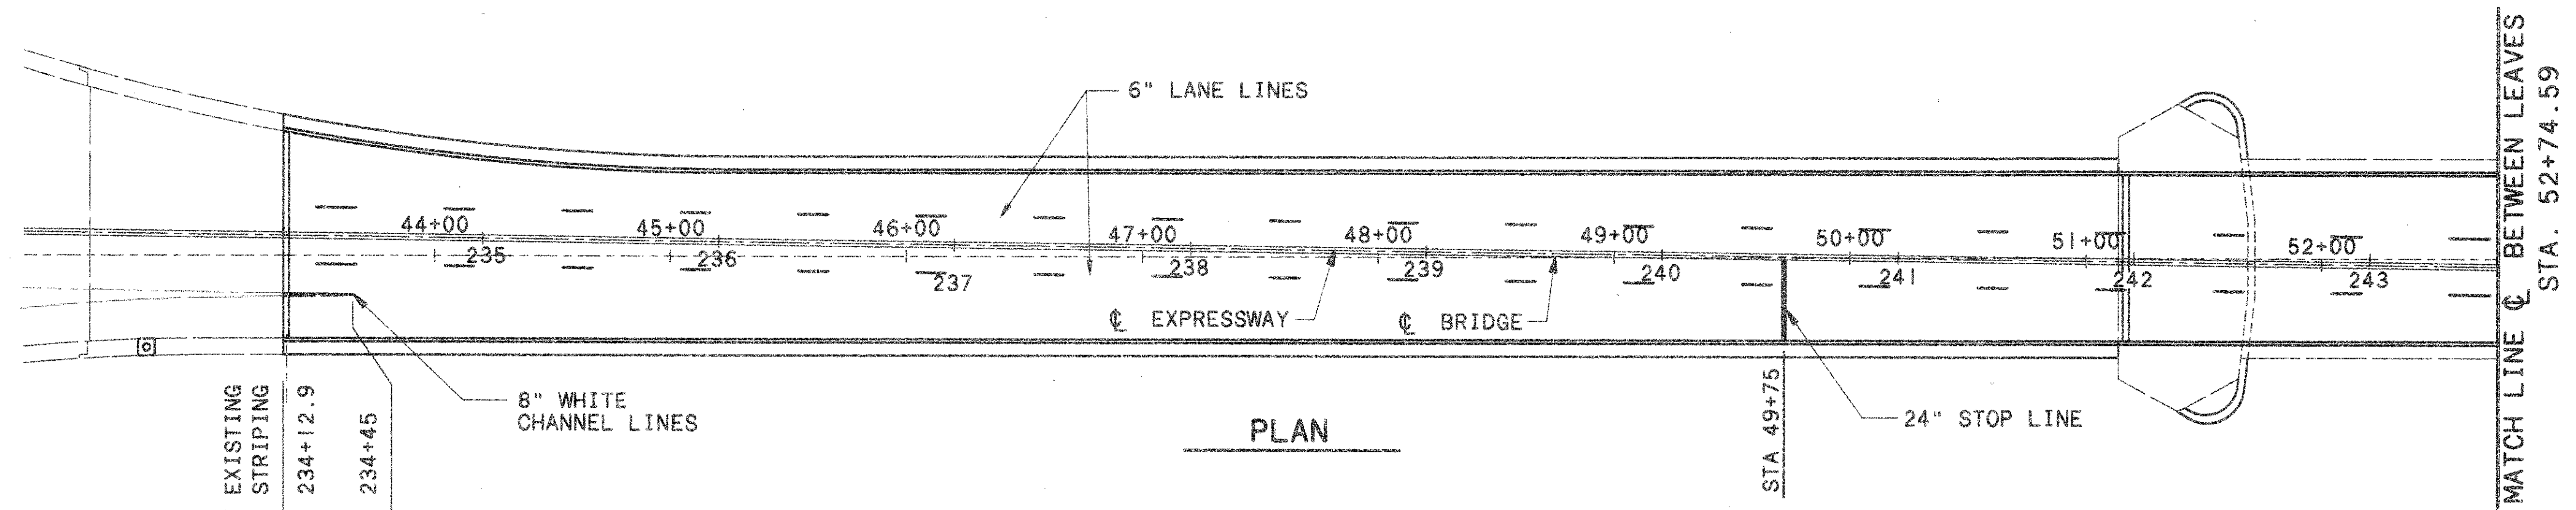 6" LANE LINES
44+00
45+00
46+00
47+00
48+00
49+00
50+00
51+00
52+00
235
236
237
238
239
240
241
242
243
℄ EXPRESSWAY
℄ BRIDGE
8" WHITE
CHANNEL LINES
24" STOP LINE
EXISTING
STRIPING
234+12.9
234+45
STA 49+75
PLAN
MATCH LINE ℄ BETWEEN LEAVES
STA. 52+74.59